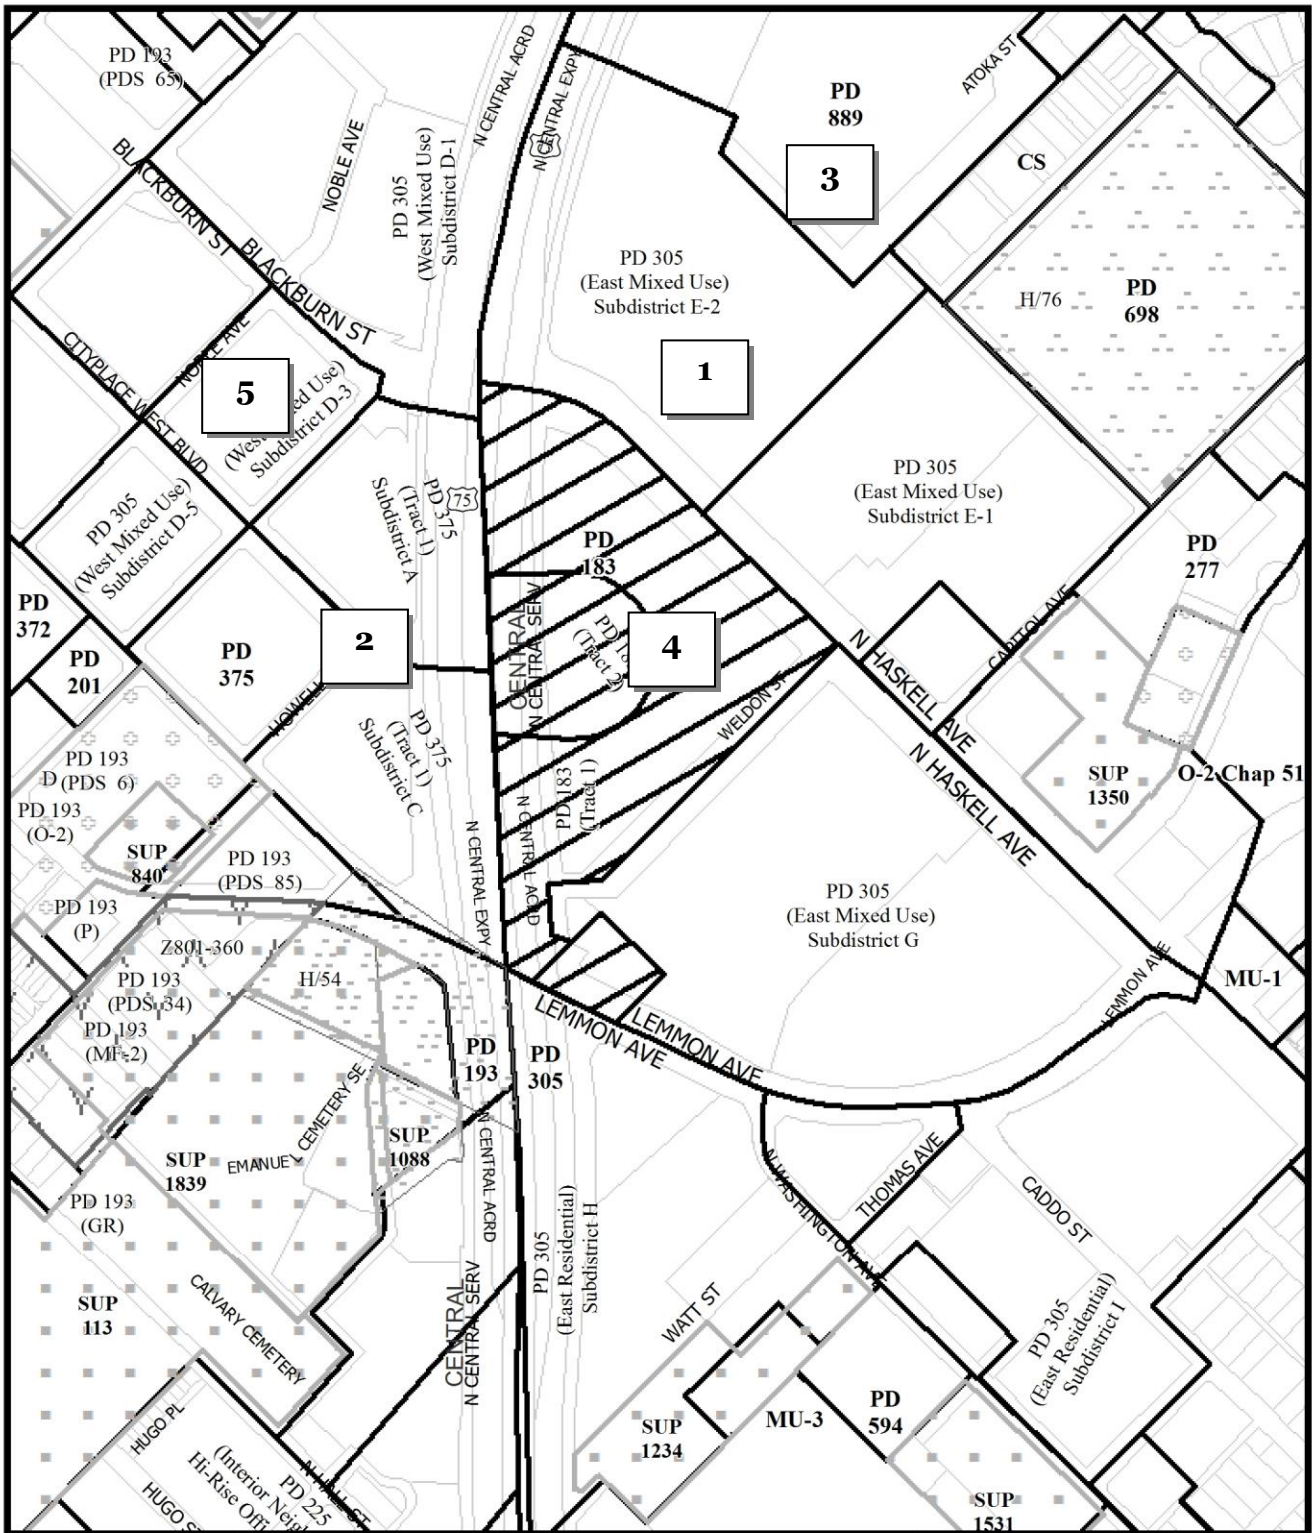 PD 193
(PDS 65)
N CENTRAL ACRD
N CENTRAL EXPY
ATOKA ST
PD
889
3
CS
BLACKBURN ST
NOBLE AVE
PD 305
(West Mixed Use)
Subdistrict D-1
BLACKBURN ST
PD 305
(East Mixed Use)
Subdistrict E-2
H/76
PD
698
1
CITYPLACE WEST BLVD
NOBLE AVE
5
Subdistrict D-3
PD 305
(West Mixed Use)
Subdistrict D-5
75
PD 375
(Tract 1)
Subdistrict A
PD 305
(East Mixed Use)
Subdistrict E-1
PD
183
PD
277
PD
372
PD
201
PD
375
2
CENTRAL
N CENTRAL SERV
(Tract 2)
4
CAPITOL AVE
HOWELL
N HASKELL AVE
WELDON ST
PD 375
(Tract 1)
Subdistrict C
PD 183
(Tract 1)
N HASKELL AVE
PD 193
D (PDS 6)
PD 193
(O-2)
SUP
1350
O-2 Chap 51
N CENTRAL EXPY
N CENTRAL ACRD
SUP
840
PD 193
(PDS 85)
PD 305
(East Mixed Use)
Subdistrict G
PD 193
(P)
Z801-360
H/54
PD 193
(PDS 34)
PD 193
(MF-2)
LEMMON AVE
MU-1
LEMMON AVE
LEMMON AVE
PD
193
PD
305
EMANUEL CEMETERY SE
SUP
1088
SUP
1839
N CENTRAL ACRD
PD 193
(GR)
N WASHINGTON AVE
THOMAS AVE
CADDO ST
PD 305
(East Residential)
Subdistrict H
SUP
113
CALVARY CEMETERY
CENTRAL
N CENTRAL SERV
WATT ST
PD 305
(East Residential)
Subdistrict I
HUGO PL
MU-3
PD
594
SUP
1234
HUGO
N HALL ST
PD 225
(Interior
Hi-Rise
SUP
1531